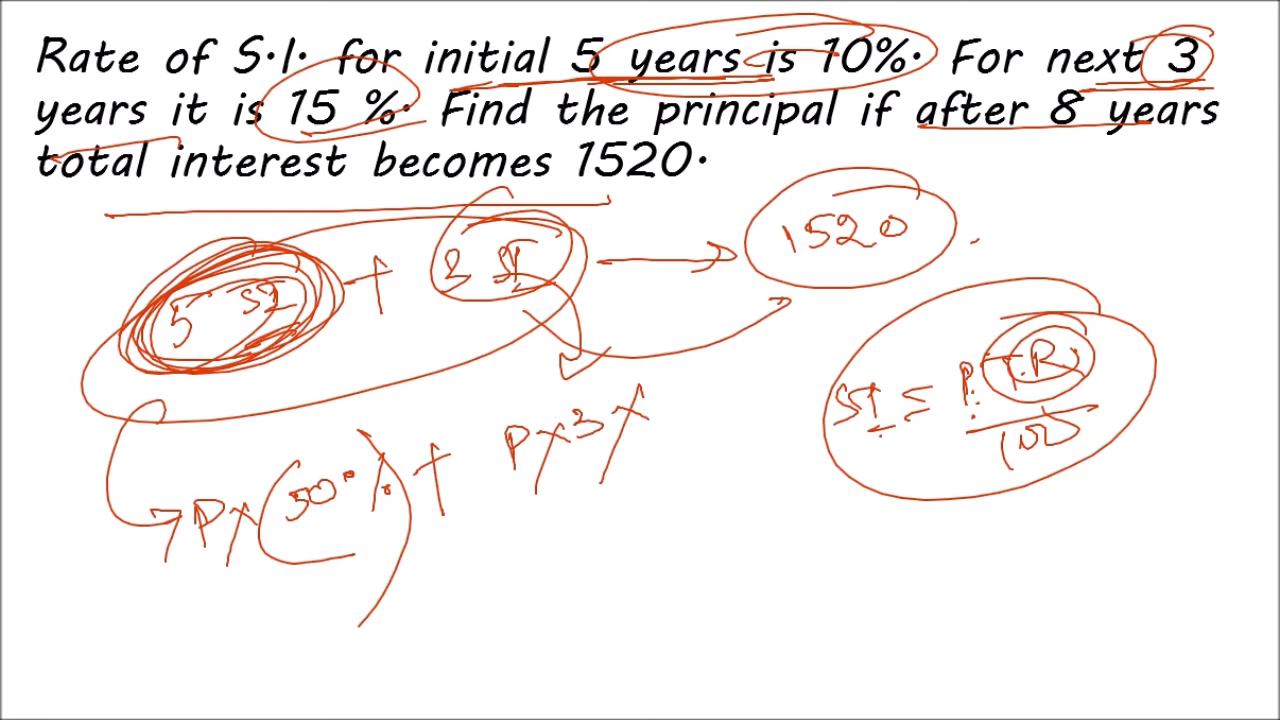 Rate of S.I. for initial 5 years is 10%. For next 3
years it is 15 %. Find the principal if after 8 years
total interest becomes 1520.
5 SI + 3 SI → 1520
SI = P.T.R
100
P × 3 ×
P × (50%) +